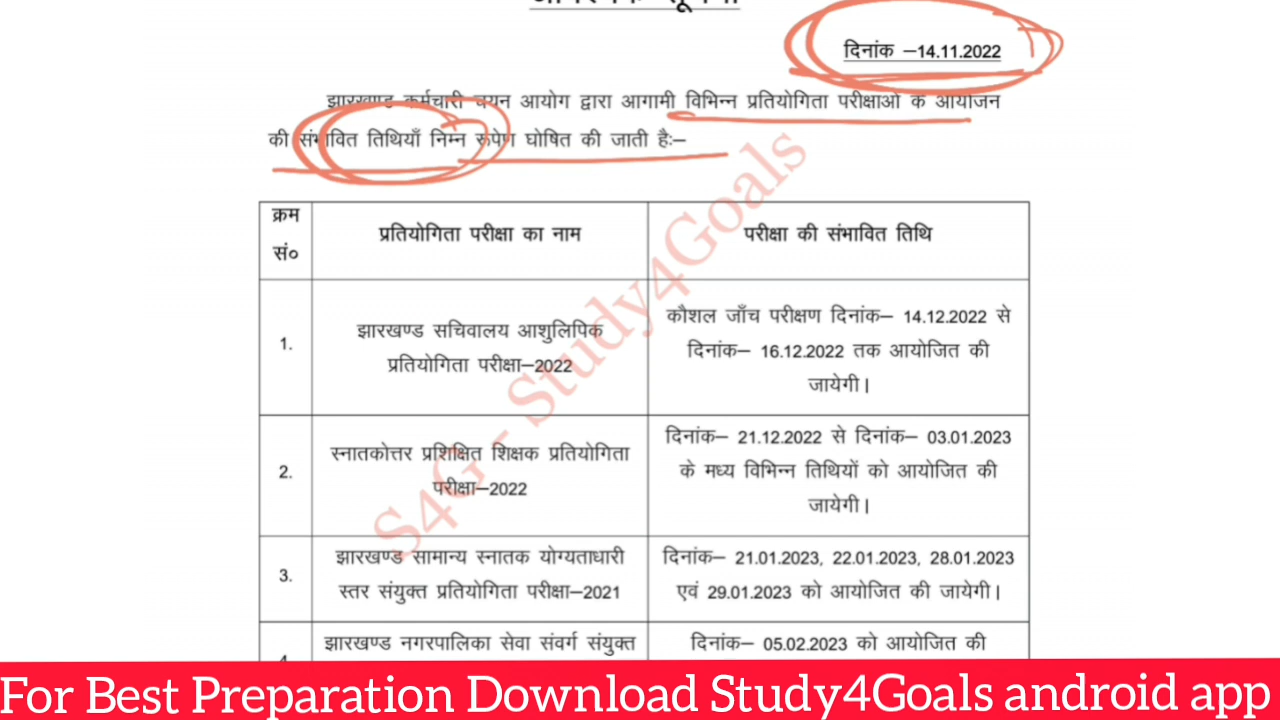 दिनांक –14.11.2022
झारखण्ड कर्मचारी चयन आयोग द्वारा आगामी विभिन्न प्रतियोगिता परीक्षाओं के आयोजन
की संभावित तिथियाँ निम्न रूपेण घोषित की जाती हैः–
क्रम
सं०
प्रतियोगिता परीक्षा का नाम
परीक्षा की संभावित तिथि
1.
झारखण्ड सचिवालय आशुलिपिक
प्रतियोगिता परीक्षा–2022
कौशल जाँच परीक्षण दिनांक– 14.12.2022 से
दिनांक– 16.12.2022 तक आयोजित की
जायेगी।
2.
स्नातकोत्तर प्रशिक्षित शिक्षक प्रतियोगिता
परीक्षा–2022
दिनांक– 21.12.2022 से दिनांक– 03.01.2023
के मध्य विभिन्न तिथियों को आयोजित की
जायेगी।
3.
झारखण्ड सामान्य स्नातक योग्यताधारी
स्तर संयुक्त प्रतियोगिता परीक्षा–2021
दिनांक– 21.01.2023, 22.01.2023, 28.01.2023
एवं 29.01.2023 को आयोजित की जायेगी।
झारखण्ड नगरपालिका सेवा संवर्ग संयुक्त
दिनांक– 05.02.2023 को आयोजित की
S4G - Study4Goals
For Best Preparation Download Study4Goals android app